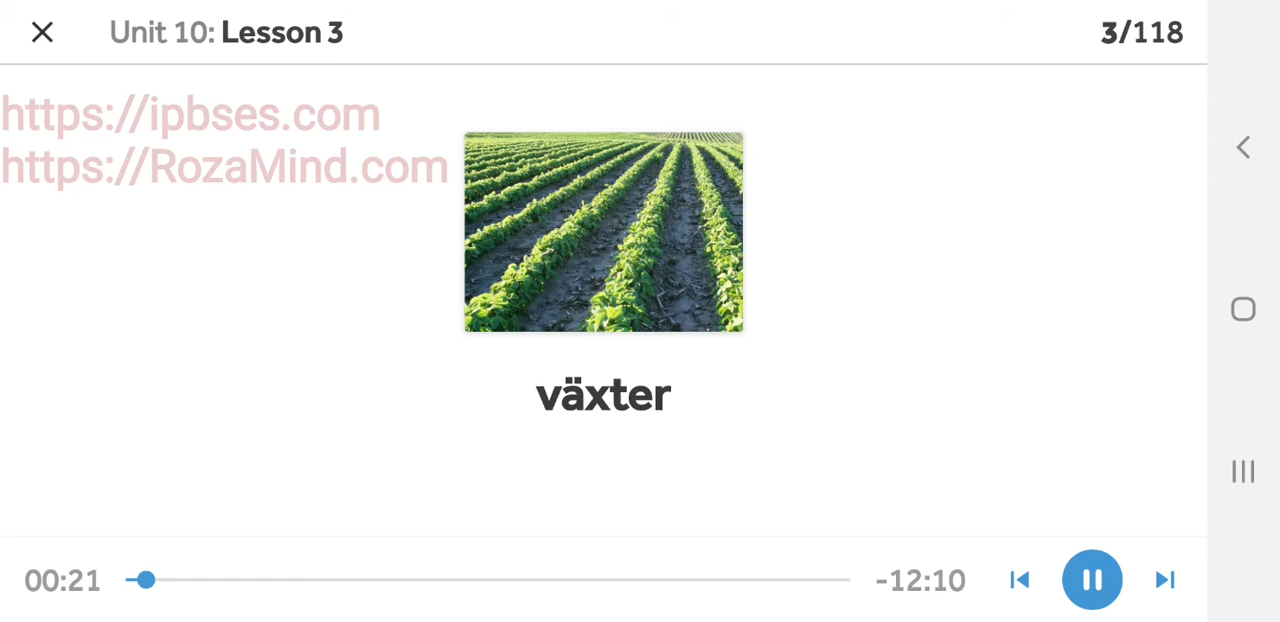 Unit 10: Lesson 3
3/118
https://ipbses.com
https://RozaMind.com
växter
00:21
-12:10